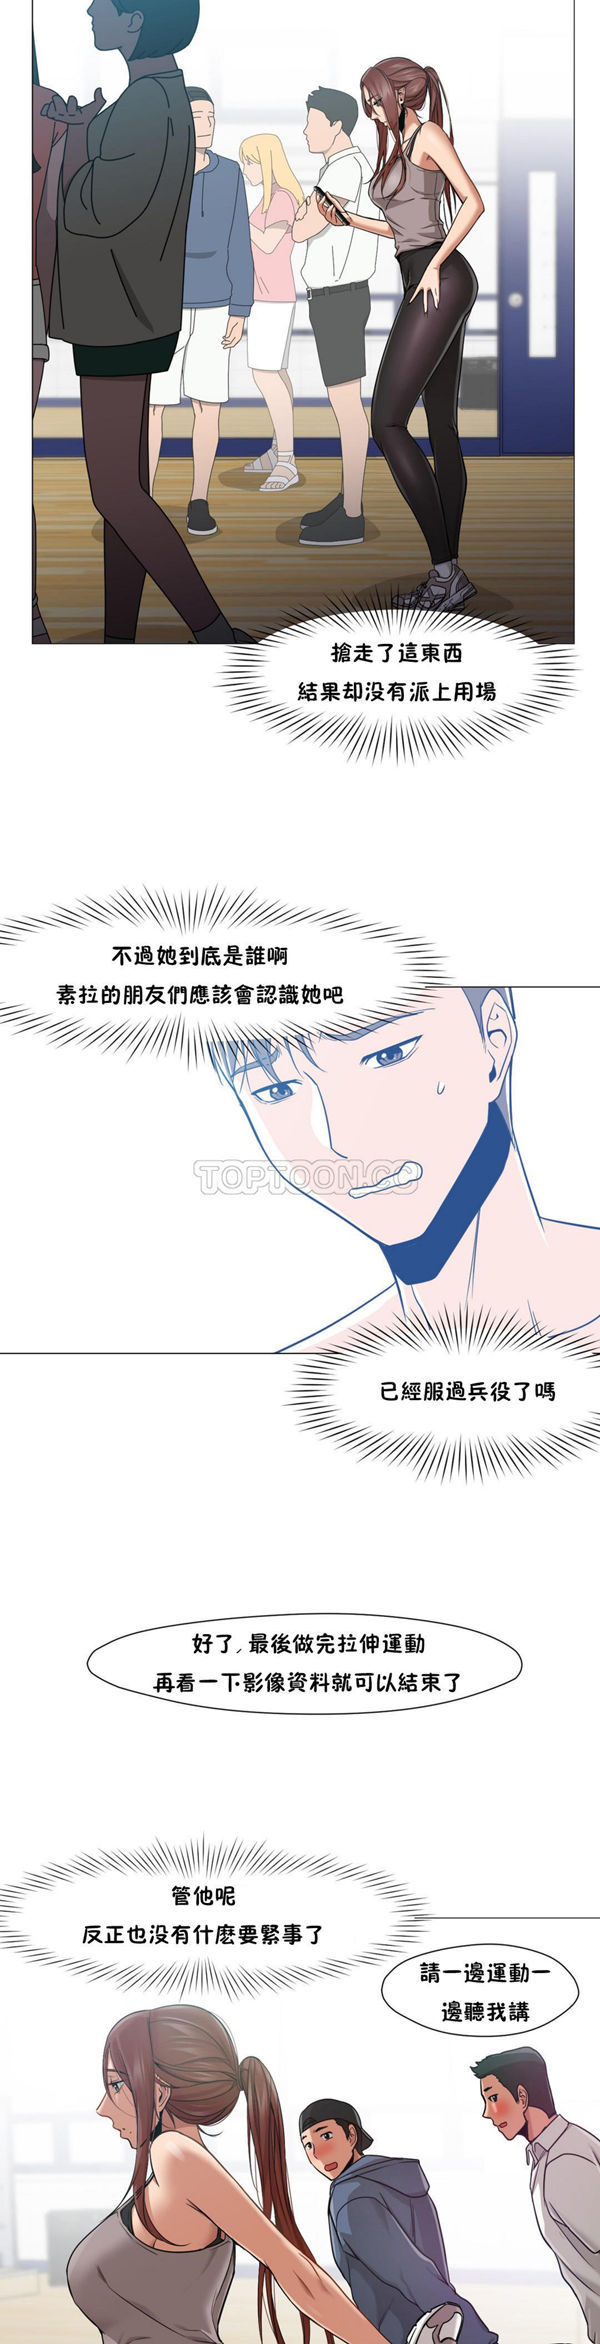 搶走了這東西
結果却没有派上用場
不過她到底是誰啊
素拉的朋友們應該會認識她吧
TOPTOON.CC
已經服過兵役了嗎
好了,最後做完拉伸運動
再看一下影像資料就可以結束了
管他呢
反正也没有什麽要緊事了
請一邊運動一
邊聽我講